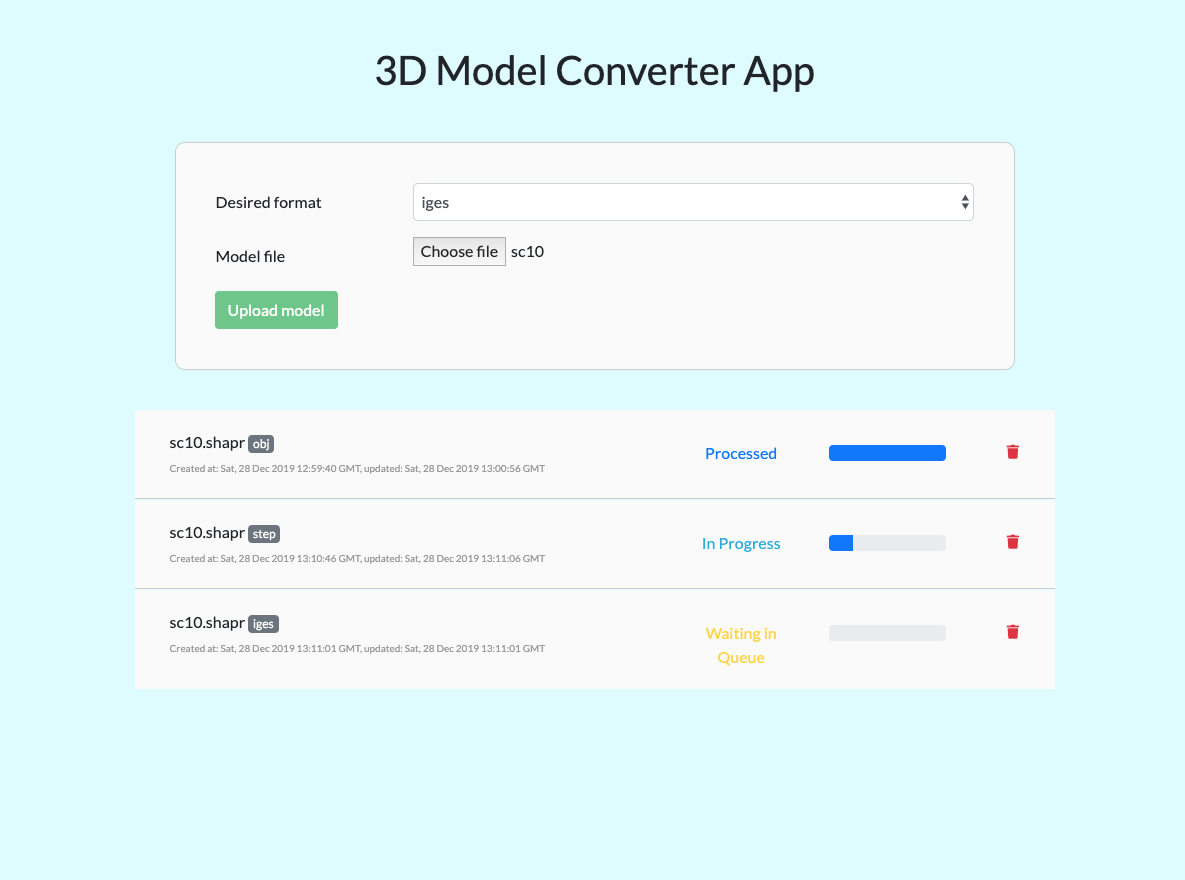 3D Model Converter App
Desired format
iges
Model file
Choose file sc10
Upload model
sc10.shapr obj
Created at: Sat, 28 Dec 2019 12:59:40 GMT, updated: Sat, 28 Dec 2019 13:00:56 GMT
Processed
sc10.shapr step
Created at: Sat, 28 Dec 2019 13:10:46 GMT, updated: Sat, 28 Dec 2019 13:11:06 GMT
In Progress
sc10.shapr iges
Created at: Sat, 28 Dec 2019 13:11:01 GMT, updated: Sat, 28 Dec 2019 13:11:01 GMT
Waiting in
Queue